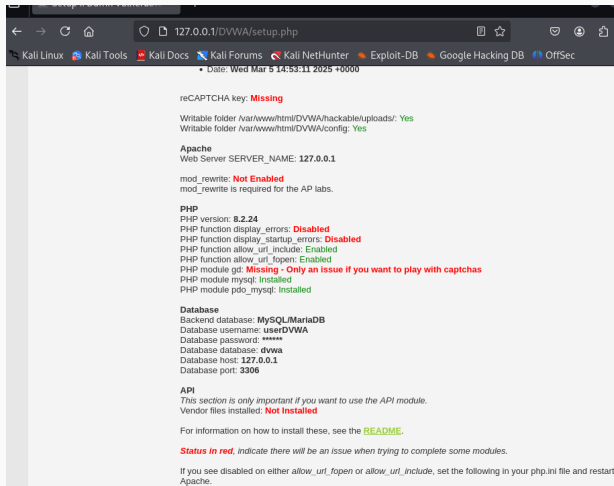 127.0.0.1/DVWA/setup.php
Kali Linux Kali Tools Kali Docs Kali Forums Kali NetHunter Exploit-DB Google Hacking DB OffSec
• Date: Wed Mar 5 14:53:11 2025 +0000
reCAPTCHA key: Missing
Writable folder /var/www/html/DVWA/hackable/uploads/: Yes
Writable folder /var/www/html/DVWA/config: Yes
Apache
Web Server SERVER_NAME: 127.0.0.1
mod_rewrite: Not Enabled
mod_rewrite is required for the AP labs.
PHP
PHP version: 8.2.24
PHP function display_errors: Disabled
PHP function display_startup_errors: Disabled
PHP function allow_url_include: Enabled
PHP function allow_url_fopen: Enabled
PHP module gd: Missing - Only an issue if you want to play with captchas
PHP module mysql: Installed
PHP module pdo_mysql: Installed
Database
Backend database: MySQL/MariaDB
Database username: userDVWA
Database password: ******
Database database: dvwa
Database host: 127.0.0.1
Database port: 3306
API
This section is only important if you want to use the API module.
Vendor files installed: Not Installed
For information on how to install these, see the README.
Status in red, indicate there will be an issue when trying to complete some modules.
If you see disabled on either allow_url_fopen or allow_url_include, set the following in your php.ini file and restart
Apache.